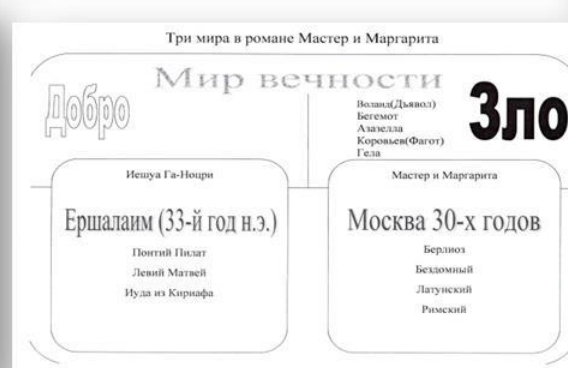 Три мира в романе Мастер и Маргарита
Мир вечности
Добро
Воланд(Дьявол)
Бегемот
Азазелла
Коровьев(Фагот)
Гела
Зло
Иешуа Га-Ноцри
Ершалаим (33-й год н.э.)
Понтий Пилат
Левий Матвей
Иуда из Кириафа
Мастер и Маргарита
Москва 30-х годов
Берлиоз
Бездомный
Латунский
Римский